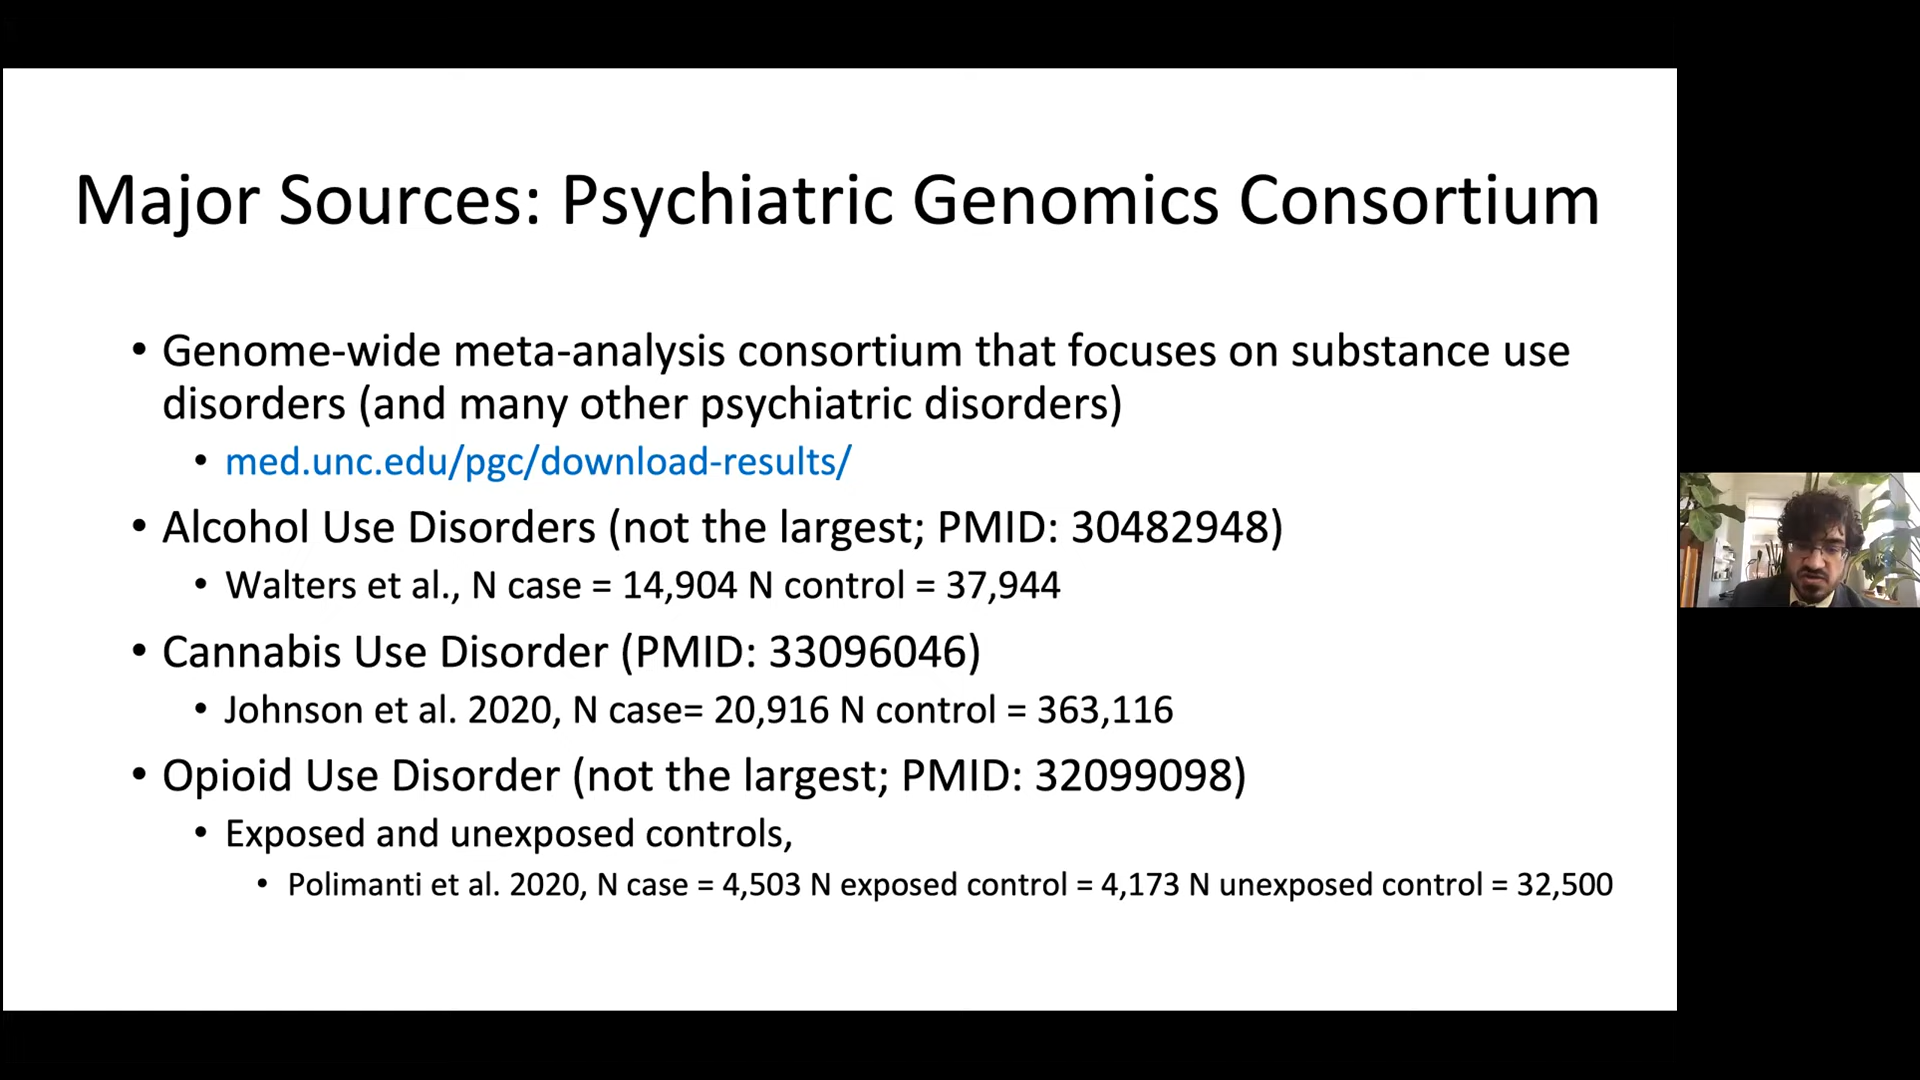 Major Sources: Psychiatric Genomics Consortium
• Genome-wide meta-analysis consortium that focuses on substance use
disorders (and many other psychiatric disorders)
• med.unc.edu/pgc/download-results/
• Alcohol Use Disorders (not the largest; PMID: 30482948)
• Walters et al., N case = 14,904 N control = 37,944
• Cannabis Use Disorder (PMID: 33096046)
• Johnson et al. 2020, N case= 20,916 N control = 363,116
• Opioid Use Disorder (not the largest; PMID: 32099098)
• Exposed and unexposed controls,
• Polimanti et al. 2020, N case = 4,503 N exposed control = 4,173 N unexposed control = 32,500